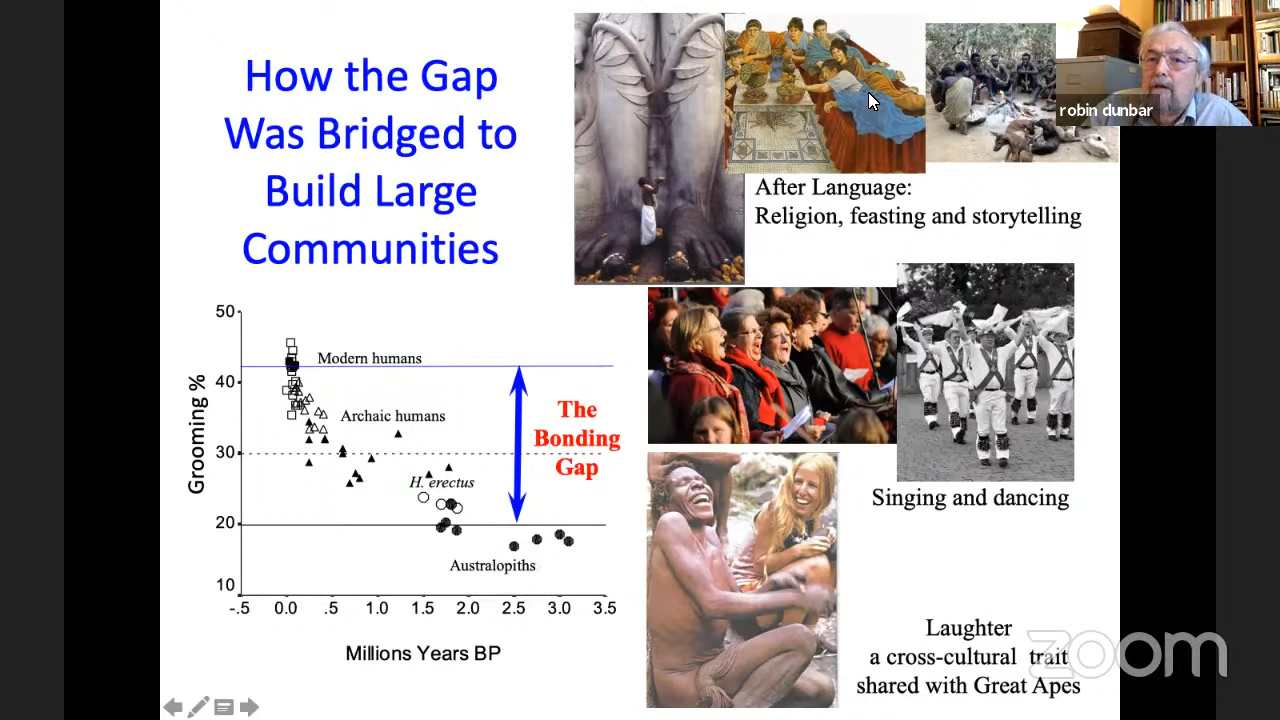 How the Gap
Was Bridged to
Build Large
Communities
robin dunbar
After Language:
Religion, feasting and storytelling
50
40
30
20
10
Grooming %
Modern humans
Archaic humans
H. erectus
Australopiths
The
Bonding
Gap
-.5 0.0 .5 1.0 1.5 2.0 2.5 3.0 3.5
Millions Years BP
Singing and dancing
Laughter
a cross-cultural trait
shared with Great Apes
zoom